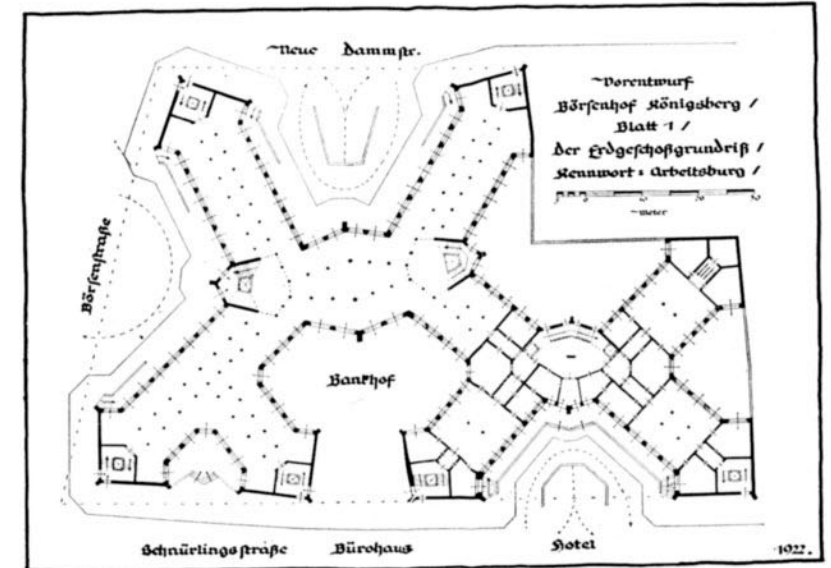 Neue Dammstr.
Vorentwurf
Börsenhof Königsberg /
Blatt 1 /
der Erdgeschoßgrundriß /
Kennwort: Arbeitsburg /
Meter
Börsenstraße
Bankhof
Schnürlingsstraße Bürohaus Hotel 1922.